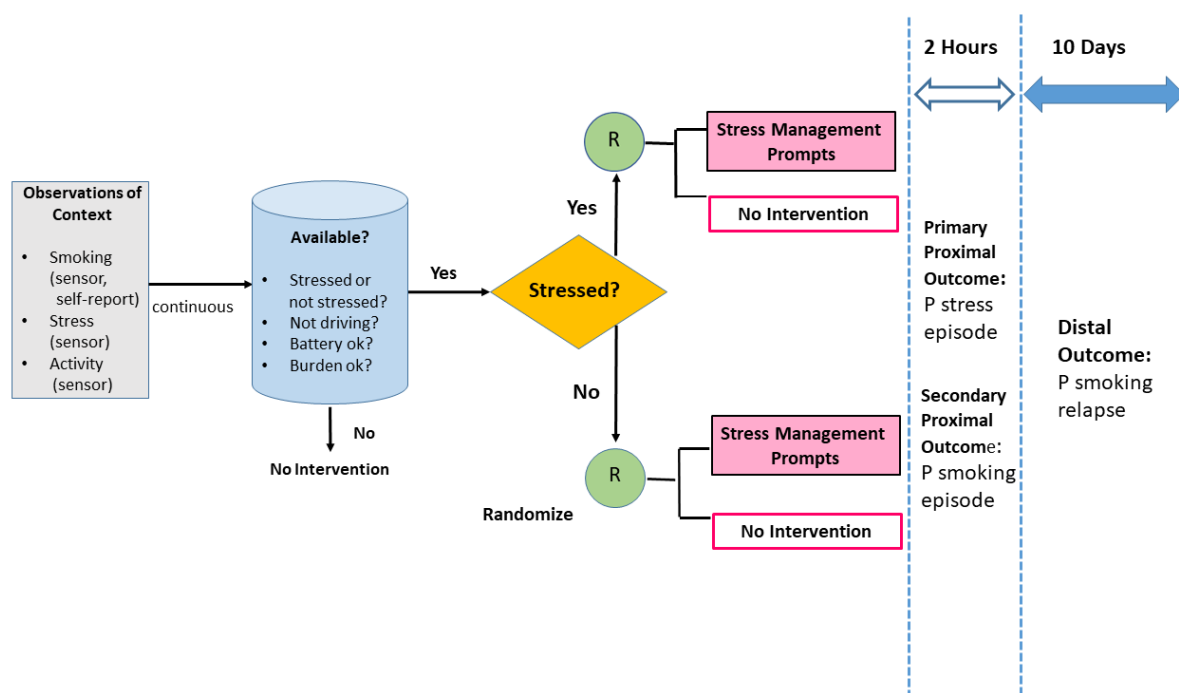 Observations of
Context
• Smoking
(sensor,
self-report)
• Stress
(sensor)
• Activity
(sensor)
continuous
Available?
• Stressed or
not stressed?
• Not driving?
• Battery ok?
• Burden ok?
No
No Intervention
Yes
Stressed?
Yes
R
Stress Management
Prompts
No Intervention
No
R
Randomize
Stress Management
Prompts
No Intervention
2 Hours
Primary
Proximal
Outcome:
P stress
episode
Secondary
Proximal
Outcome:
P smoking
episode
10 Days
Distal
Outcome:
P smoking
relapse